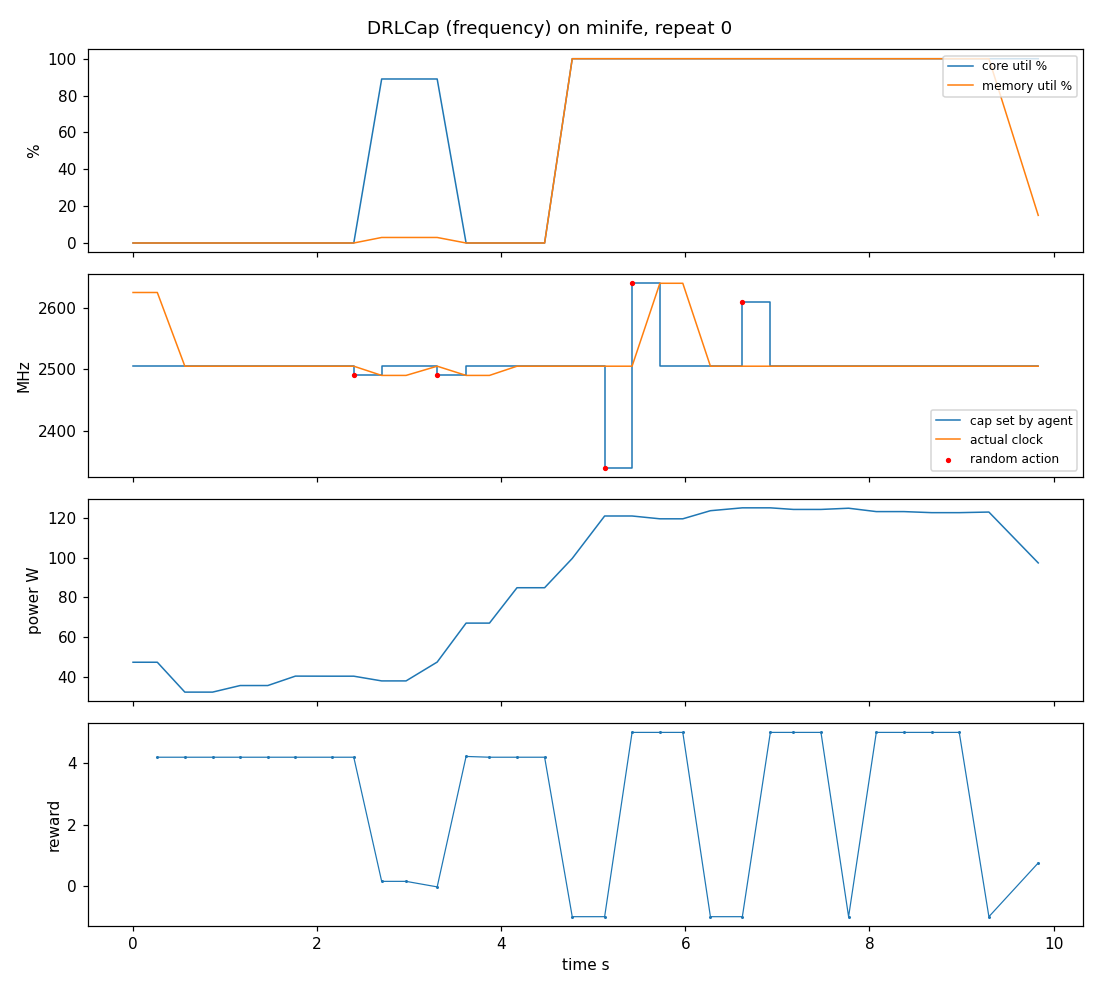 DRLCap (frequency) on minife, repeat 0
100
80
60
40
20
0
%
core util %
memory util %
2600
2500
2400
MHz
cap set by agent
actual clock
random action
120
100
80
60
40
power W
4
2
0
reward
0
2
4
6
8
10
time s